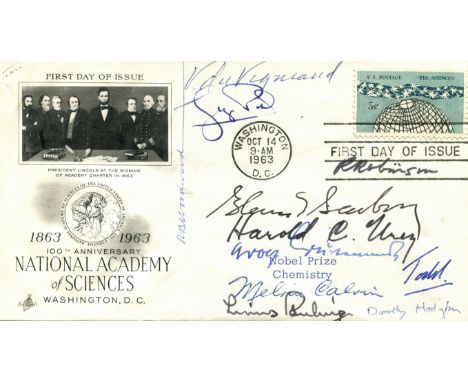 FIRST DAY OF ISSUE
PRESIDENT LINCOLN AT THE SIGNING
OF ACADEMY CHARTER IN 1863
1863 1963
100TH ANNIVERSARY
NATIONAL ACADEMY
of SCIENCES
WASHINGTON, D.C.
V. du Vigneaud
U.S. POSTAGE THE SCIENCES
5¢
WASHINGTON
OCT 14
9-AM
1963
D.C.
FIRST DAY OF ISSUE
R Robinson
Glenn T Seaborg
Harold C. Urey
Nobel Prize
Chemistry
Todd
Melvin Calvin
Linus Pauling
Dorothy Hodgkin